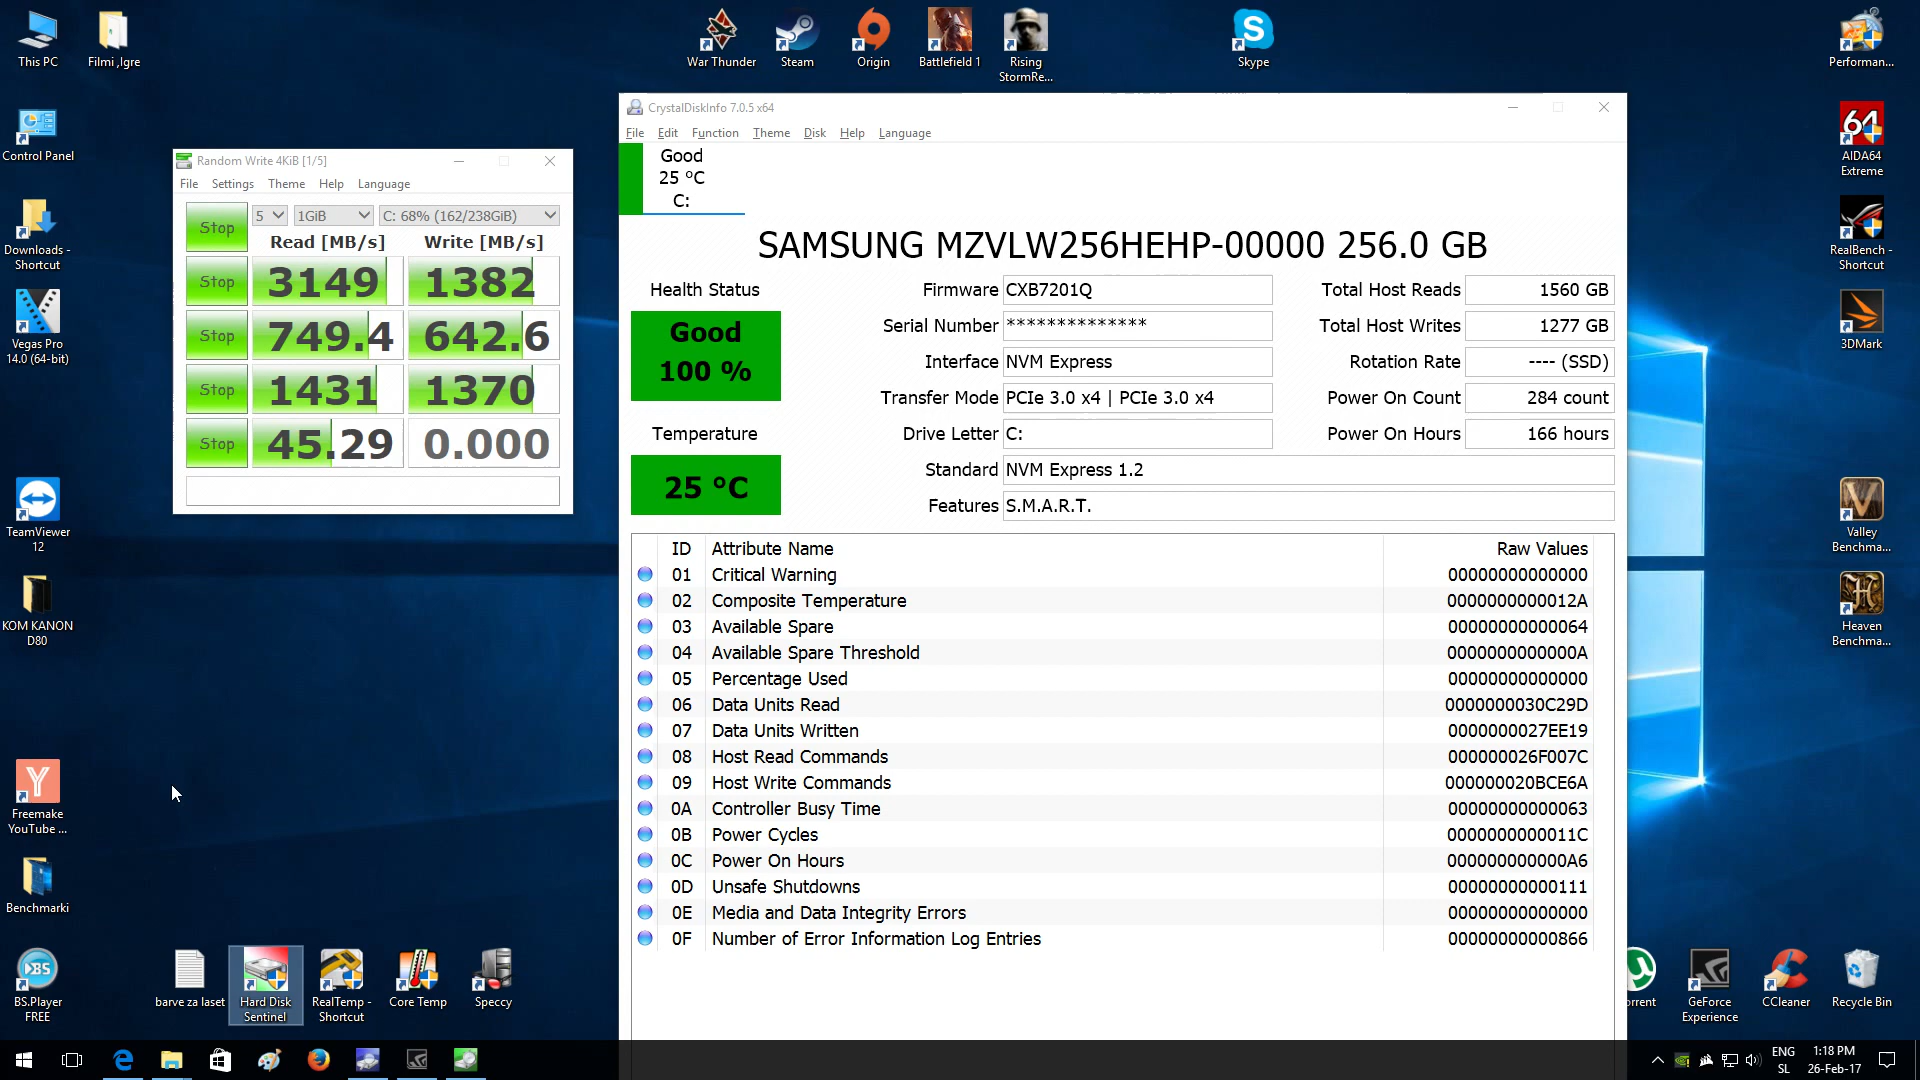 This PC
Filmi ,Igre
War Thunder
Steam
Origin
Battlefield 1
Rising
StormRe...
Skype
Performan...
Control Panel
Downloads -
Shortcut
Vegas Pro
14.0 (64-bit)
TeamViewer
12
KOM KANON
D80
Freemake
YouTube ...
Benchmarki
BS.Player
FREE
Random Write 4KiB [1/5]
File Settings Theme Help Language
Stop 5 1GiB C: 68% (162/238GiB)
Read [MB/s] Write [MB/s]
Stop 3149 1382
Stop 749.4 642.6
Stop 1431 1370
Stop 45.29 0.000
CrystalDiskInfo 7.0.5 x64
File Edit Function Theme Disk Help Language
Good
25 °C
C:
SAMSUNG MZVLW256HEHP-00000 256.0 GB
Health Status
Good
100 %
Temperature
25 °C
Firmware CXB7201Q
Serial Number **************
Interface NVM Express
Transfer Mode PCIe 3.0 x4 | PCIe 3.0 x4
Drive Letter C:
Standard NVM Express 1.2
Features S.M.A.R.T.
Total Host Reads 1560 GB
Total Host Writes 1277 GB
Rotation Rate ---- (SSD)
Power On Count 284 count
Power On Hours 166 hours
ID Attribute Name Raw Values
01 Critical Warning 00000000000000
02 Composite Temperature 0000000000012A
03 Available Spare 00000000000064
04 Available Spare Threshold 0000000000000A
05 Percentage Used 00000000000000
06 Data Units Read 0000000030C29D
07 Data Units Written 0000000027EE19
08 Host Read Commands 000000026F007C
09 Host Write Commands 000000020BCE6A
0A Controller Busy Time 00000000000063
0B Power Cycles 0000000000011C
0C Power On Hours 000000000000A6
0D Unsafe Shutdowns 00000000000111
0E Media and Data Integrity Errors 00000000000000
0F Number of Error Information Log Entries 00000000000866
64
AIDA64
Extreme
RealBench -
Shortcut
3DMark
Valley
Benchma...
Heaven
Benchma...
barve za laset
Hard Disk
Sentinel
RealTemp -
Shortcut
Core Temp
Speccy
orrent
GeForce
Experience
CCleaner
Recycle Bin
ENG
SL
1:18 PM
26-Feb-17